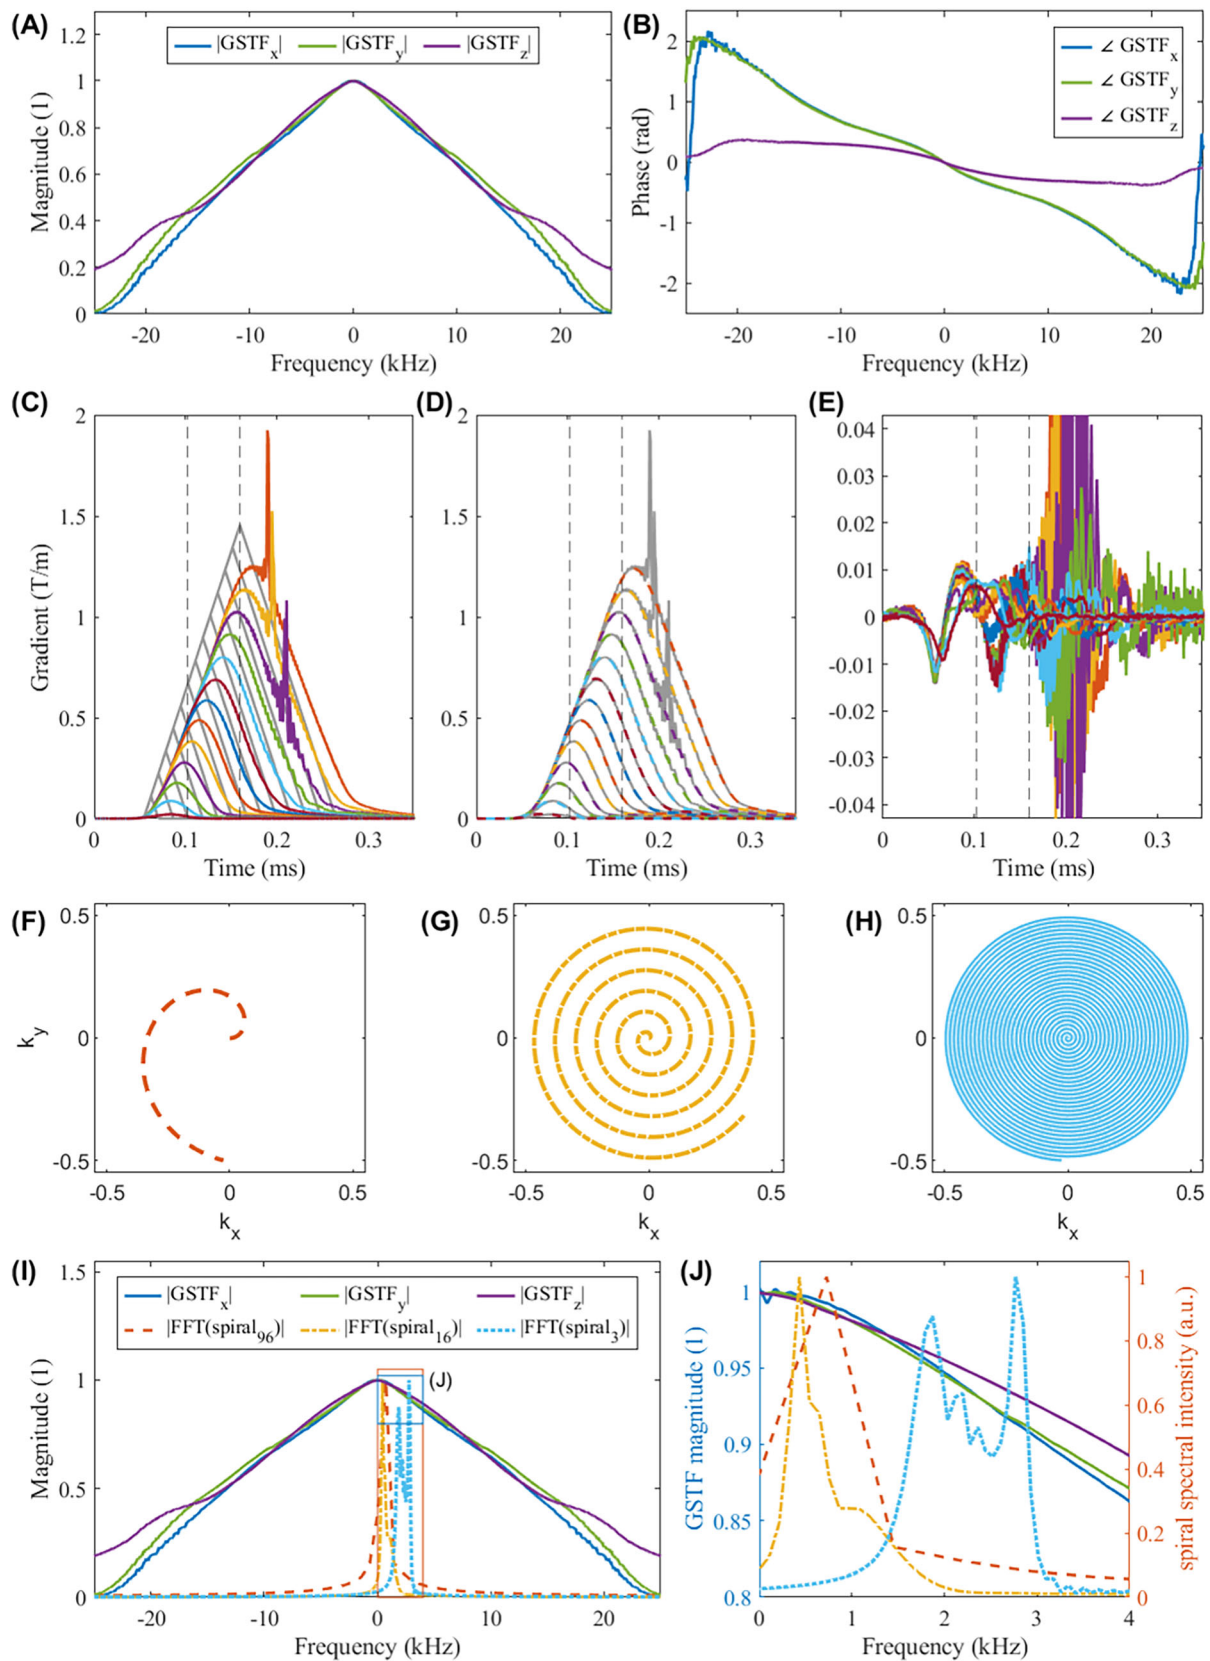 (A)
1.2
1
0.8
0.6
0.4
0.2
0
|GSTFx| |GSTFy| |GSTFz|
Magnitude (1)
-20 -10 0 10 20
Frequency (kHz)
(B)
2
1
0
-1
-2
∠ GSTFx
∠ GSTFy
∠ GSTFz
Phase (rad)
-20 -10 0 10 20
Frequency (kHz)
(C)
2
1.5
1
0.5
0
Gradient (T/m)
0 0.1 0.2 0.3
Time (ms)
(D)
2
1.5
1
0.5
0
0 0.1 0.2 0.3
Time (ms)
(E)
0.04
0.02
0.01
0
-0.01
-0.02
-0.04
0 0.1 0.2 0.3
Time (ms)
(F)
0.5
0
-0.5
ky
-0.5 0 0.5
kx
(G)
0.5
0
-0.5
-0.5 0 0.5
kx
(H)
0.5
0
-0.5
-0.5 0 0.5
kx
(I)
1.5
1
0.5
0
|GSTFx| |GSTFy| |GSTFz|
|FFT(spiral96)| |FFT(spiral16)| |FFT(spiral3)|
(J)
Magnitude (1)
-20 -10 0 10 20
Frequency (kHz)
(J)
1
0.95
0.9
0.85
0.8
GSTF magnitude (1)
1
0.8
0.6
0.4
0.2
0
spiral spectral intensity (a.u.)
0 1 2 3 4
Frequency (kHz)